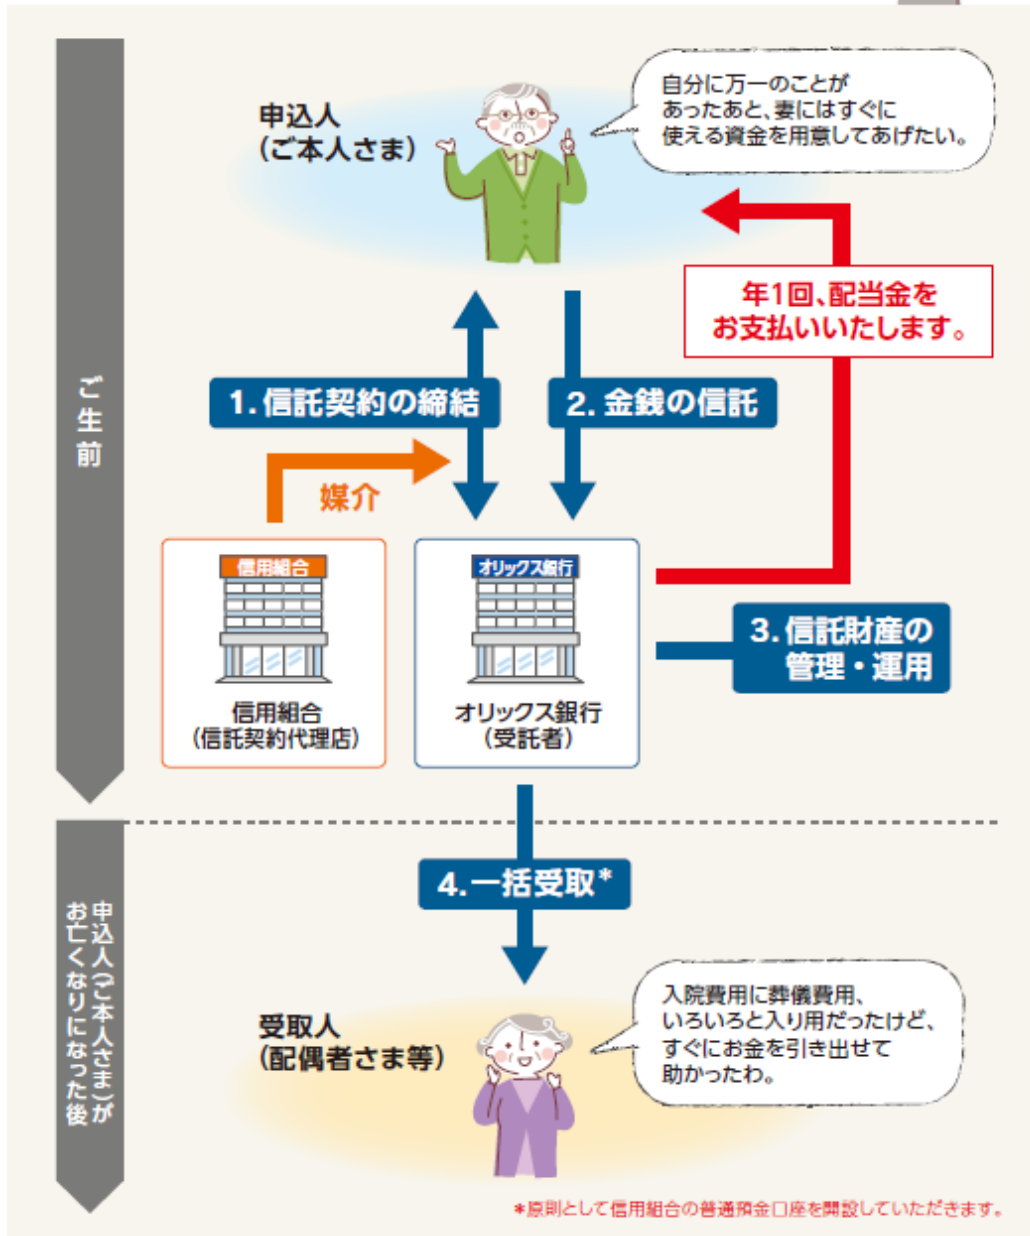 ご生前
申込人
(ご本人さま)
自分に万一のことが
あったあと、妻にはすぐに
使える資金を用意してあげたい。
年1回、配当金を
お支払いいたします。
1.信託契約の締結
2.金銭の信託
媒介
信用組合
オリックス銀行
3.信託財産の
管理・運用
信用組合
(信託契約代理店)
オリックス銀行
(受託者)
4.一括受取*
申込人(ご本人さま)が
お亡くなりになった後
受取人
(配偶者さま等)
入院費用に葬儀費用、
いろいろと入り用だったけど、
すぐにお金を引き出せて
助かったわ。
*原則として信用組合の普通預金口座を開設していただきます。